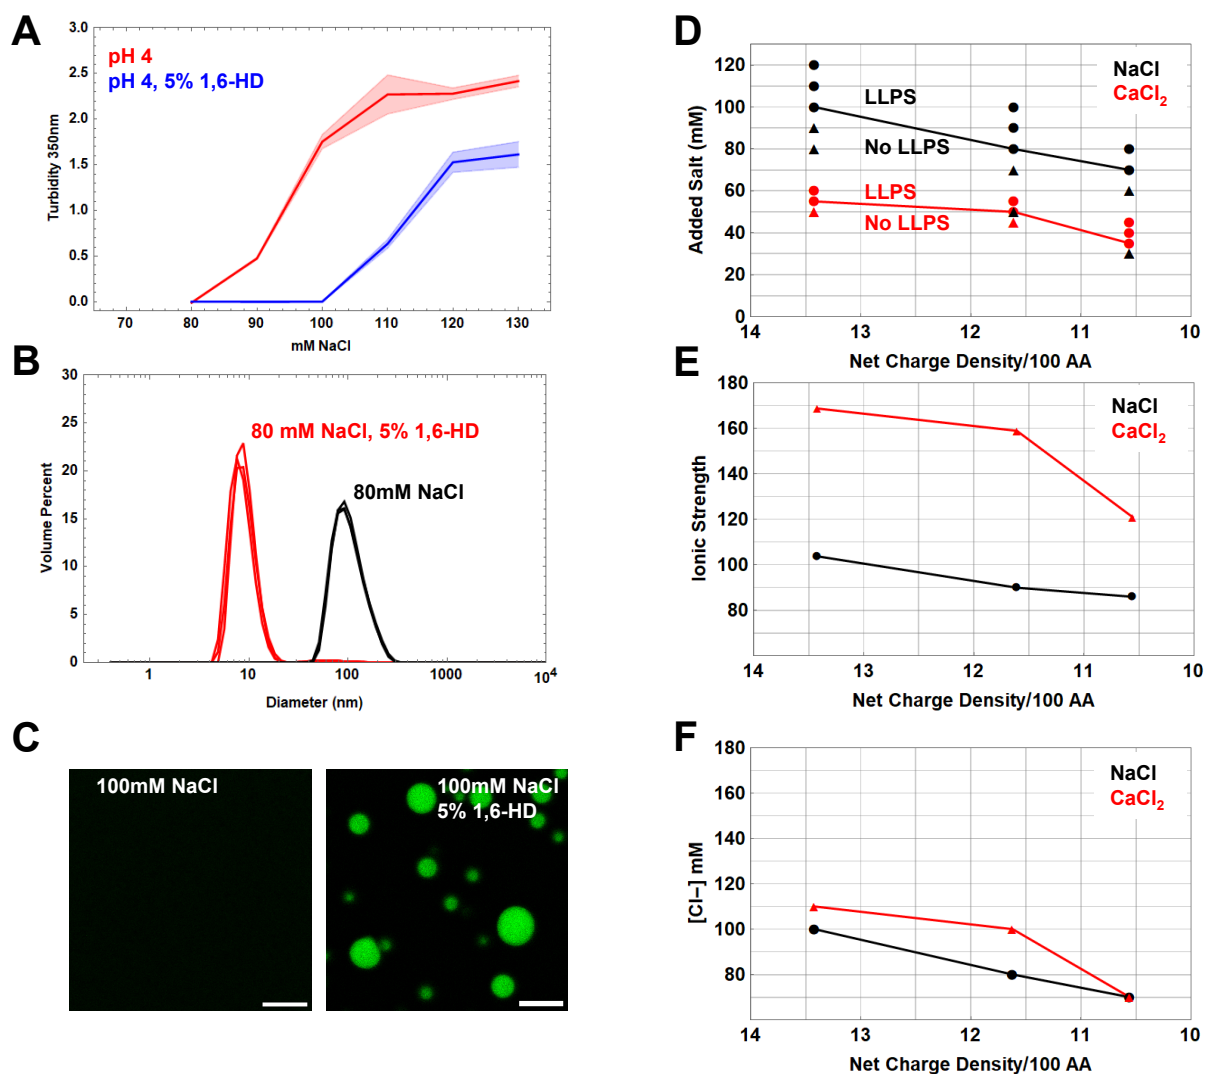 A
3.0
2.5
2.0
1.5
1.0
0.5
0.0
Turbidity 350nm
pH 4
pH 4, 5% 1,6-HD
70 80 90 100 110 120 130
mM NaCl
B
30
25
20
15
10
5
0
Volume Percent
80 mM NaCl, 5% 1,6-HD
80mM NaCl
1 10 100 1000 10⁴
Diameter (nm)
C
100mM NaCl
100mM NaCl
5% 1,6-HD
D
120
100
80
60
40
20
0
Added Salt (mM)
NaCl
CaCl₂
LLPS
No LLPS
LLPS
No LLPS
14 13 12 11 10
Net Charge Density/100 AA
E
180
160
140
120
100
80
Ionic Strength
NaCl
CaCl₂
14 13 12 11 10
Net Charge Density/100 AA
F
180
160
140
120
100
80
[Cl−] mM
NaCl
CaCl₂
14 13 12 11 10
Net Charge Density/100 AA